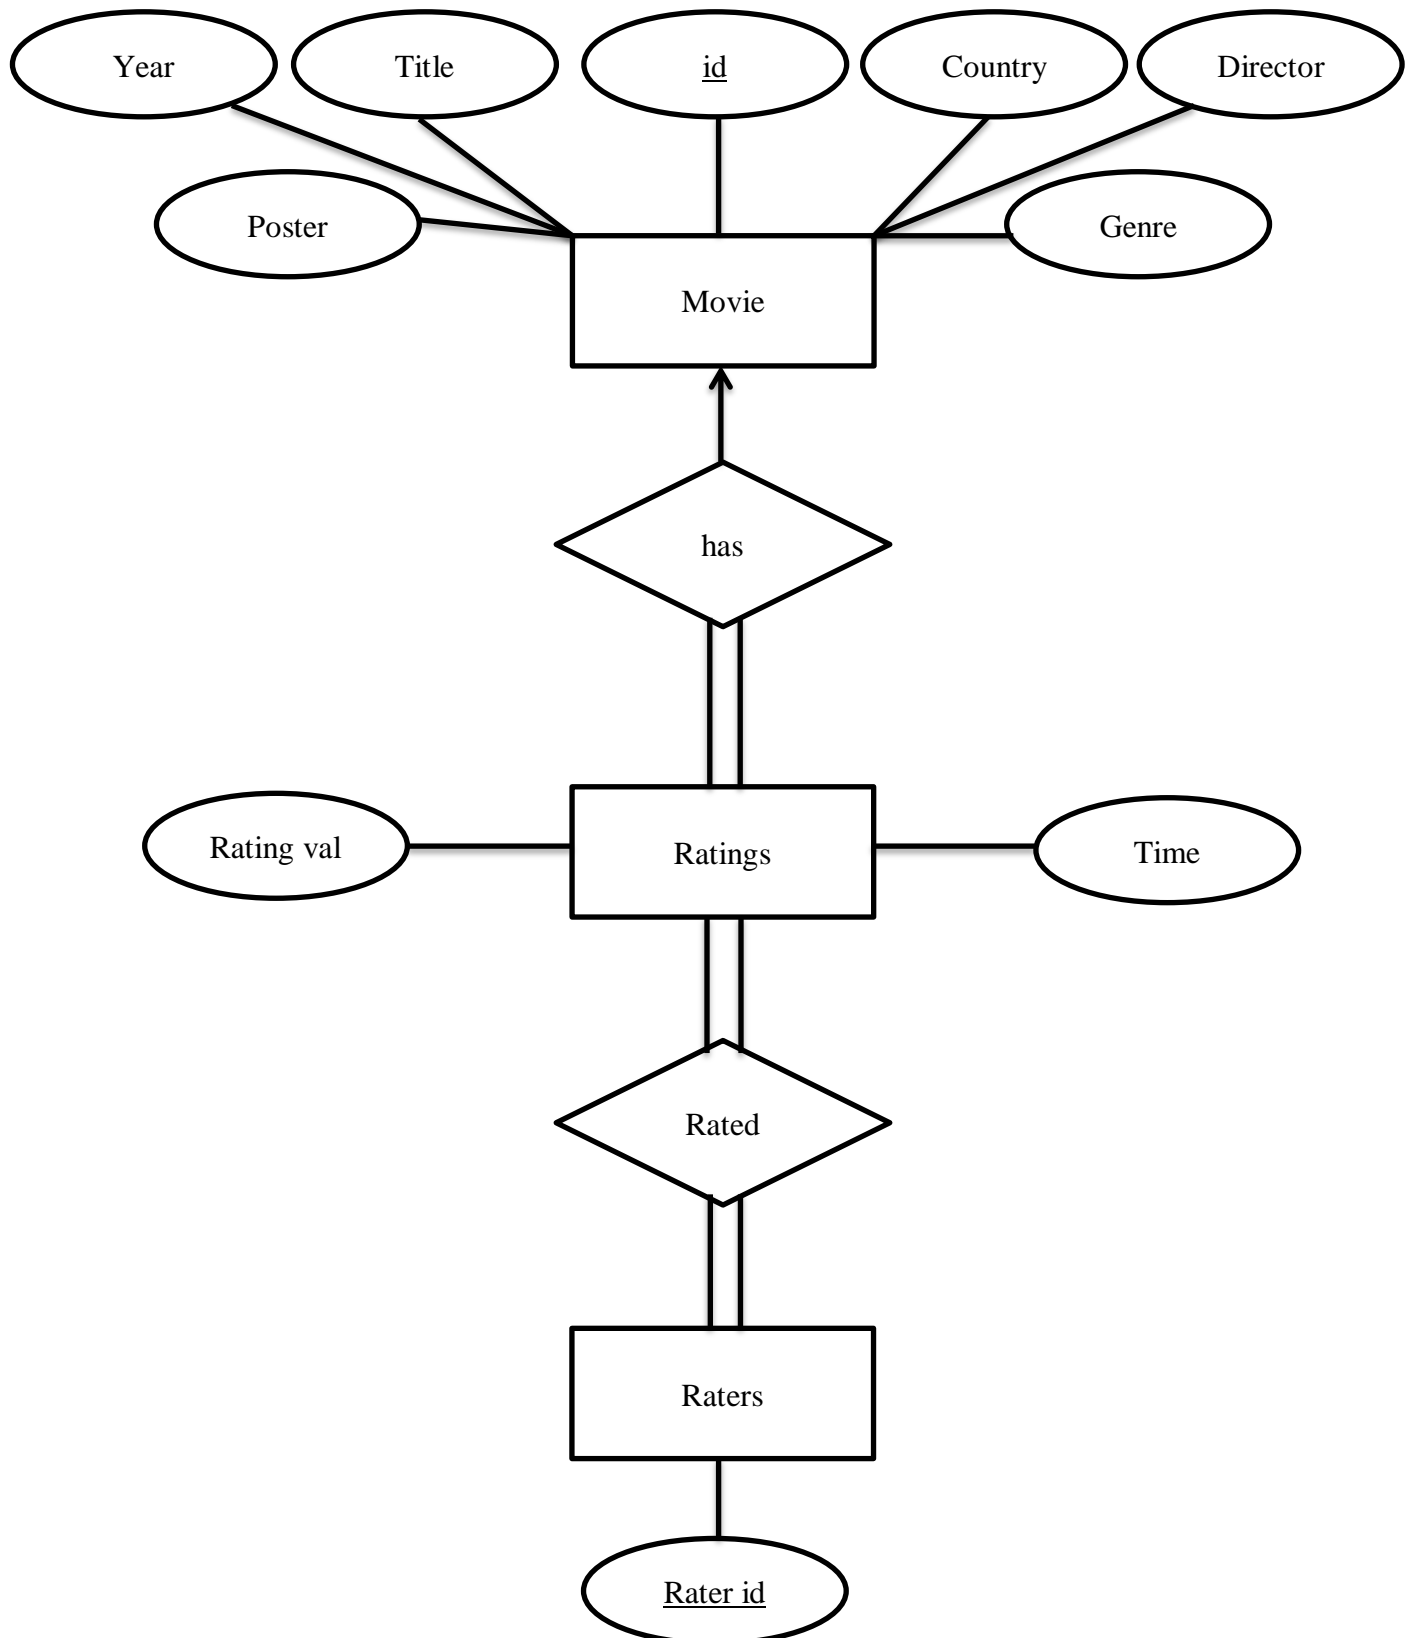 Year
Title
id
Country
Director
Poster
Genre
Movie
has
Rating val
Ratings
Time
Rated
Raters
Rater id